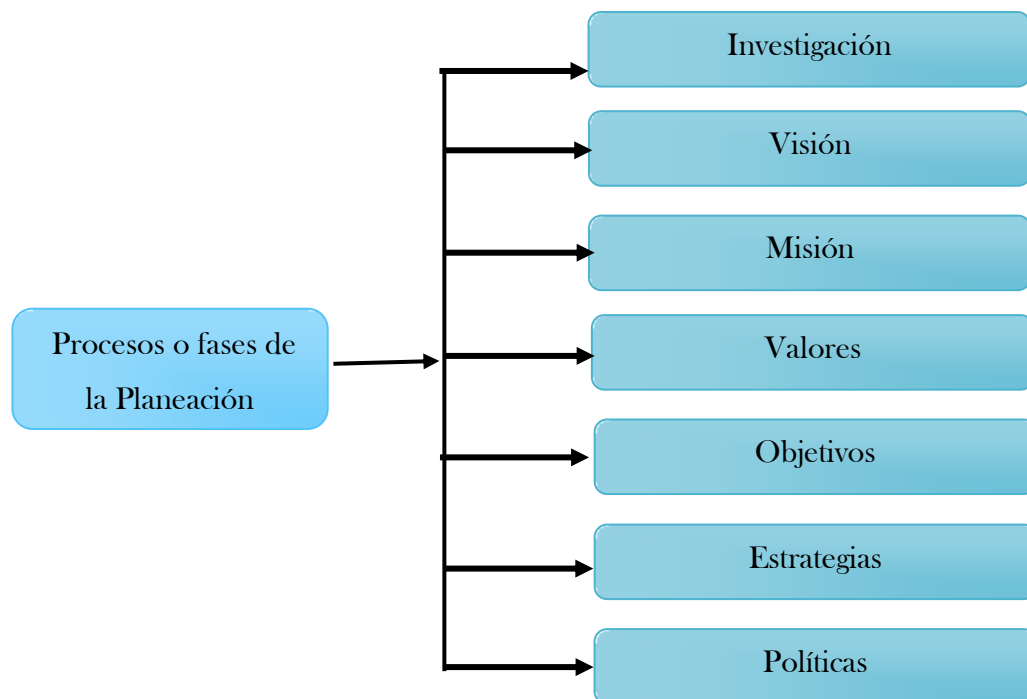 Procesos o fases de
la Planeación
Investigación
Visión
Misión
Valores
Objetivos
Estrategias
Políticas